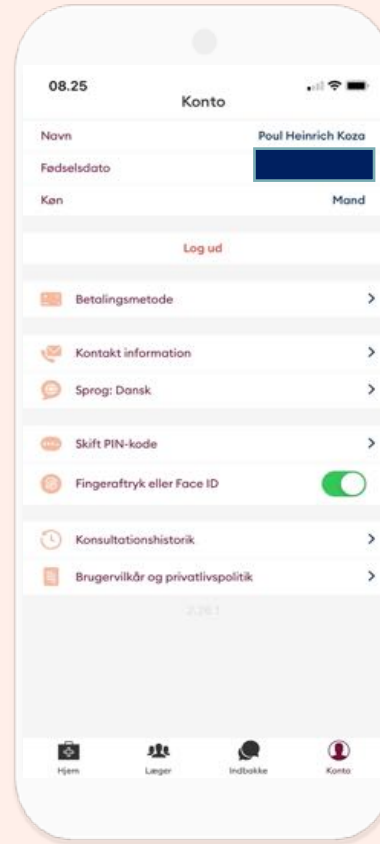 08.25
Konto
Navn Poul Heinrich Koza
Fødselsdato
Køn Mand
Log ud
Betalingsmetode
Kontakt information
Sprog: Dansk
Skift PIN-kode
Fingeraftryk eller Face ID
Konsultationshistorik
Brugervilkår og privatlivspolitik
Hjem Læger Indbakke Konto